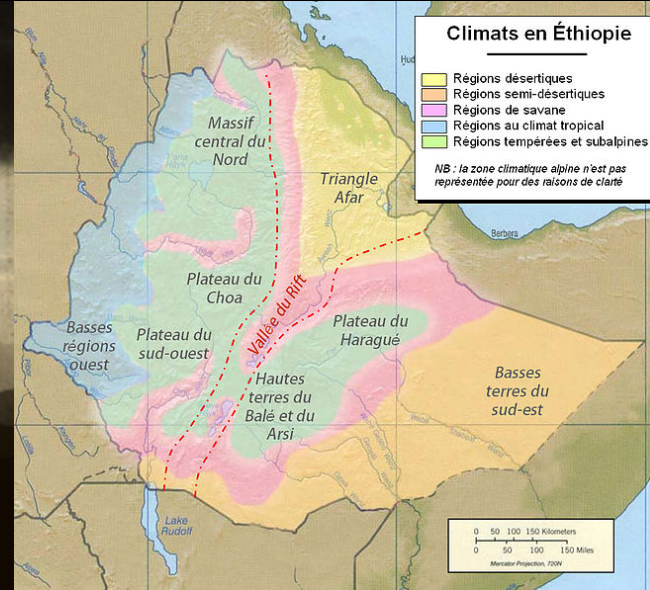 Climats en Éthiopie
Régions désertiques
Régions semi-désertiques
Régions de savane
Régions au climat tropical
Régions tempérées et subalpines
NB : la zone climatique alpine n'est pas
représentée pour des raisons de clarté
Massif
central du
Nord
Triangle
Afar
Berbera
Plateau du
Choa
Vallée du Rift
Basses
régions
ouest
Plateau du
sud-ouest
Plateau du
Haragué
Hautes
terres du
Balé et du
Arsi
Basses
terres du
sud-est
Lake
Rudolf
0 50 100 150 Kilometers
0 50 100 150 Miles
Mercator Projection, 720N